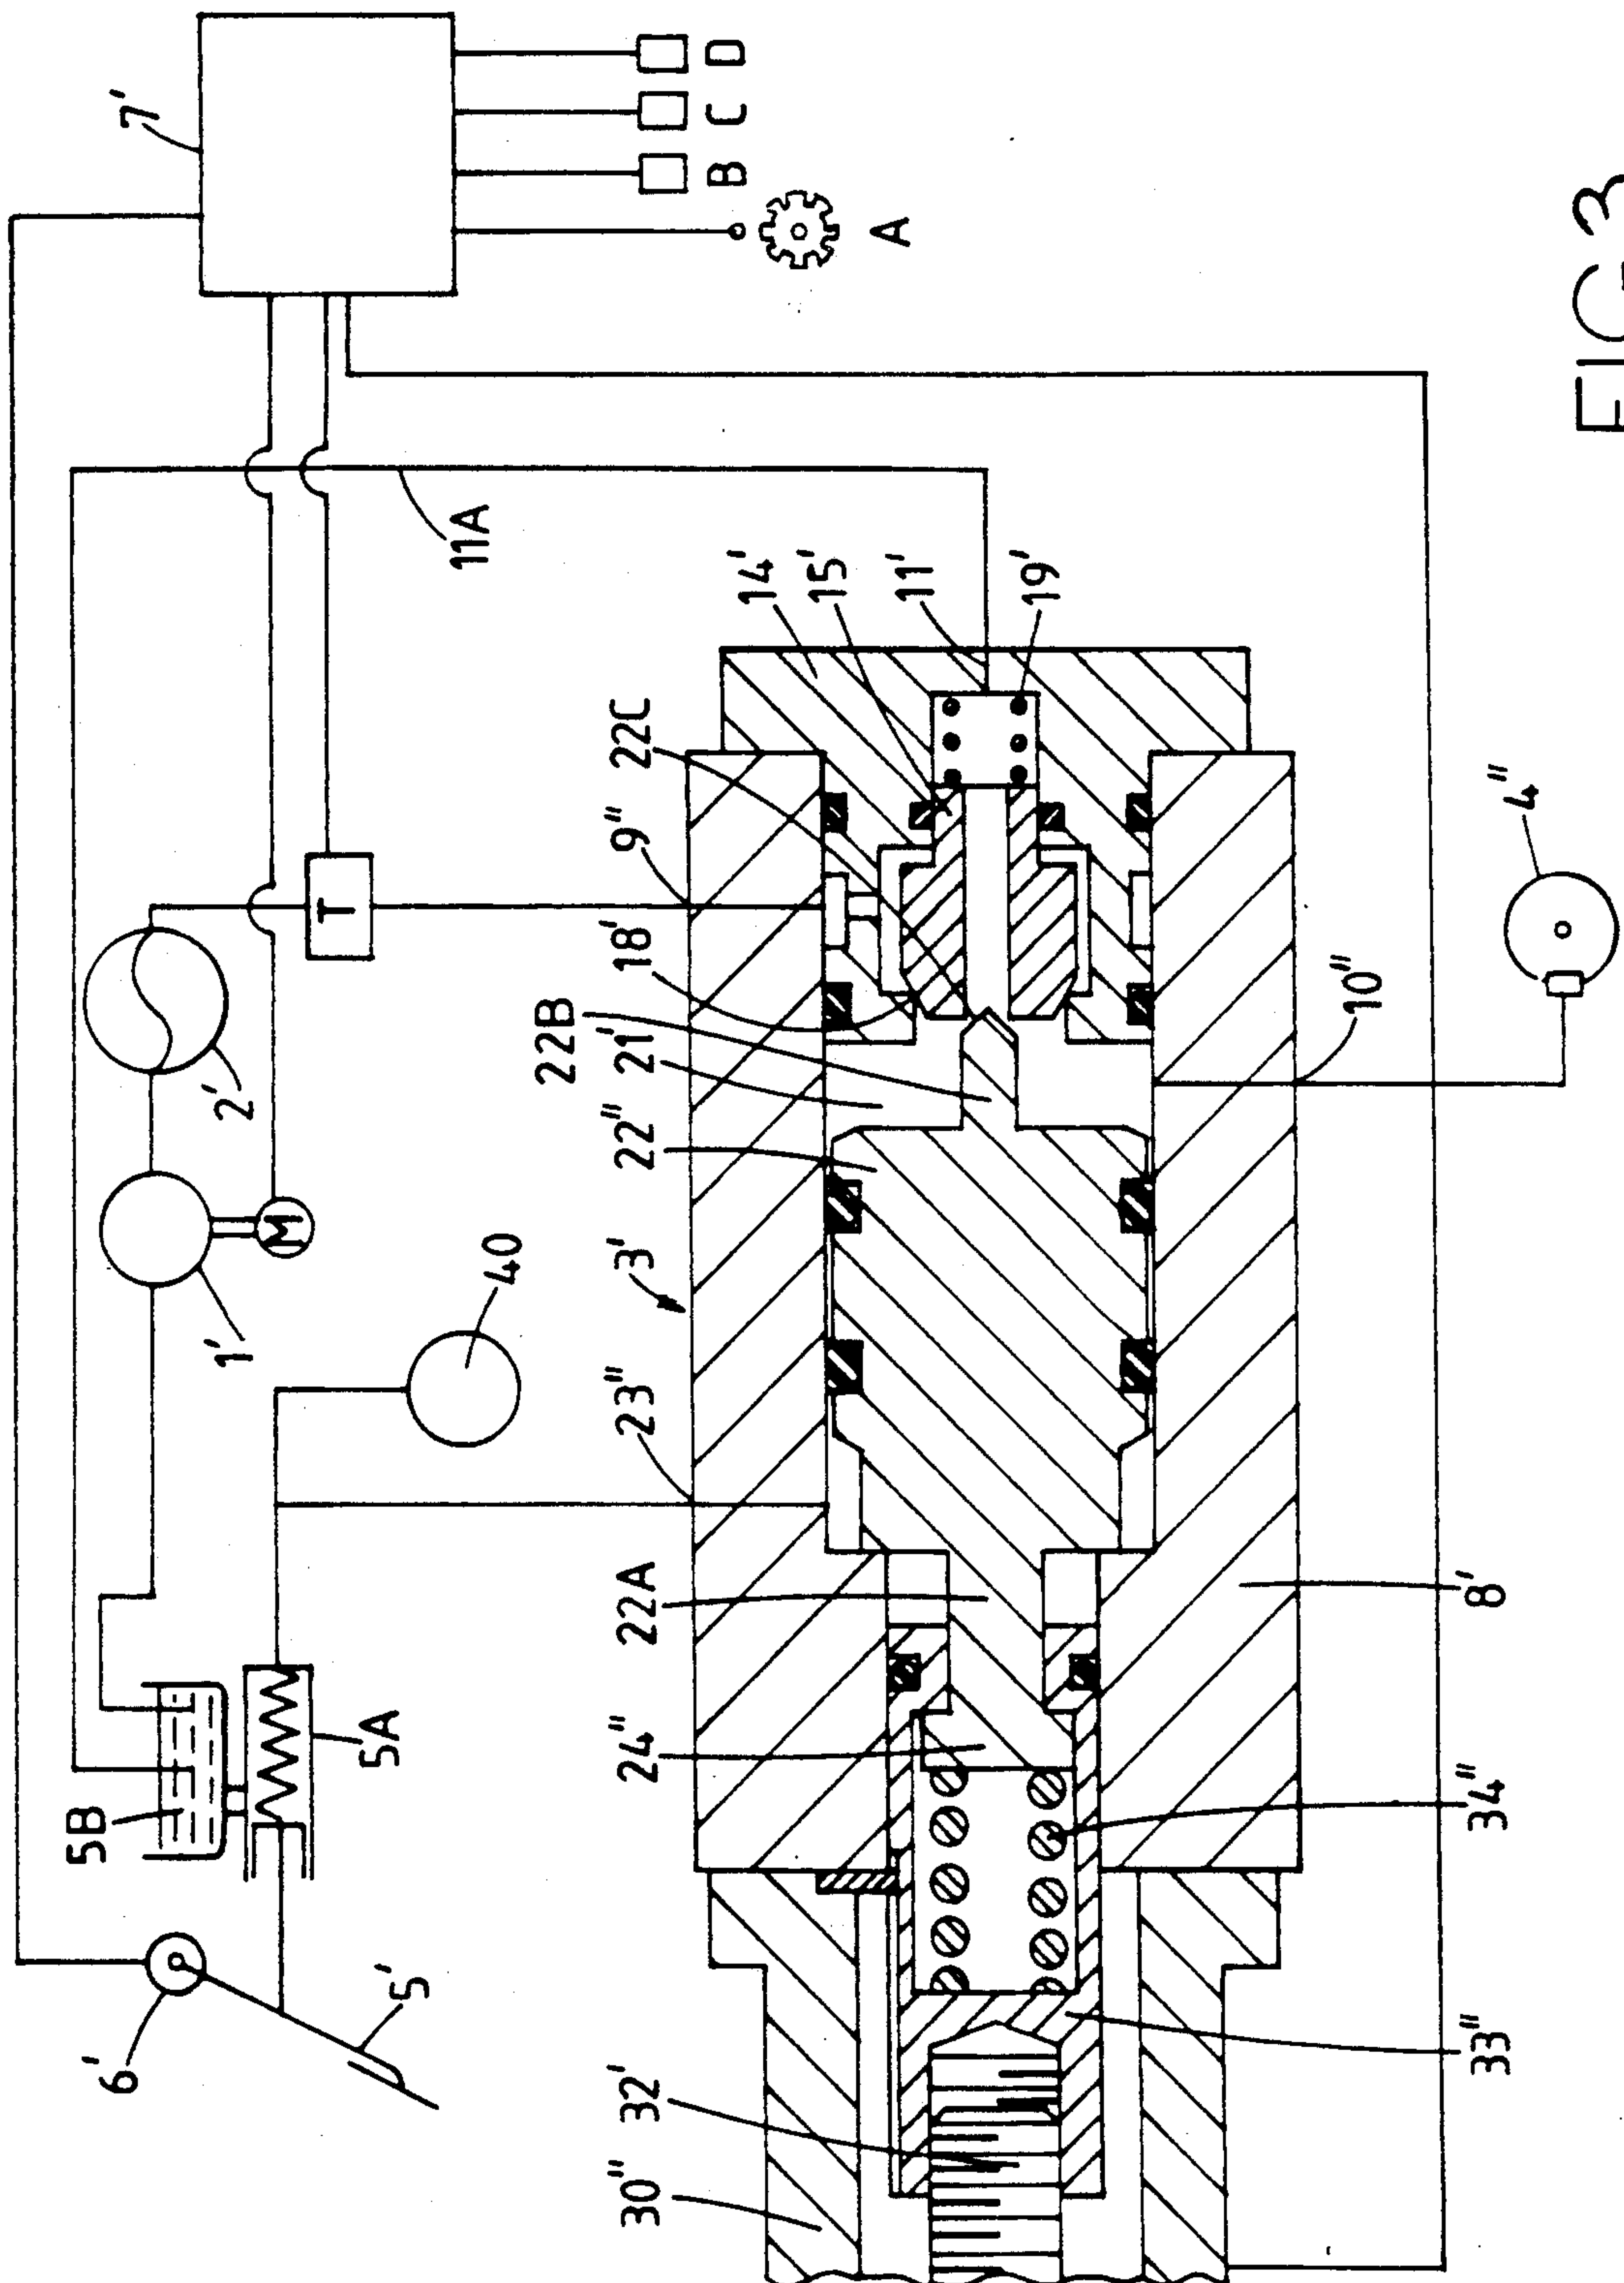 7'
D
C
B
A
11A
14'
15'
11'
19'
22C
9"
18'
22B
21'
22"
3'
23"
T
2'
1'
M
40
4"
10"
22A
24"
8'
34"
33"
32'
30"
5B
5A
6'
5'
FIG 3